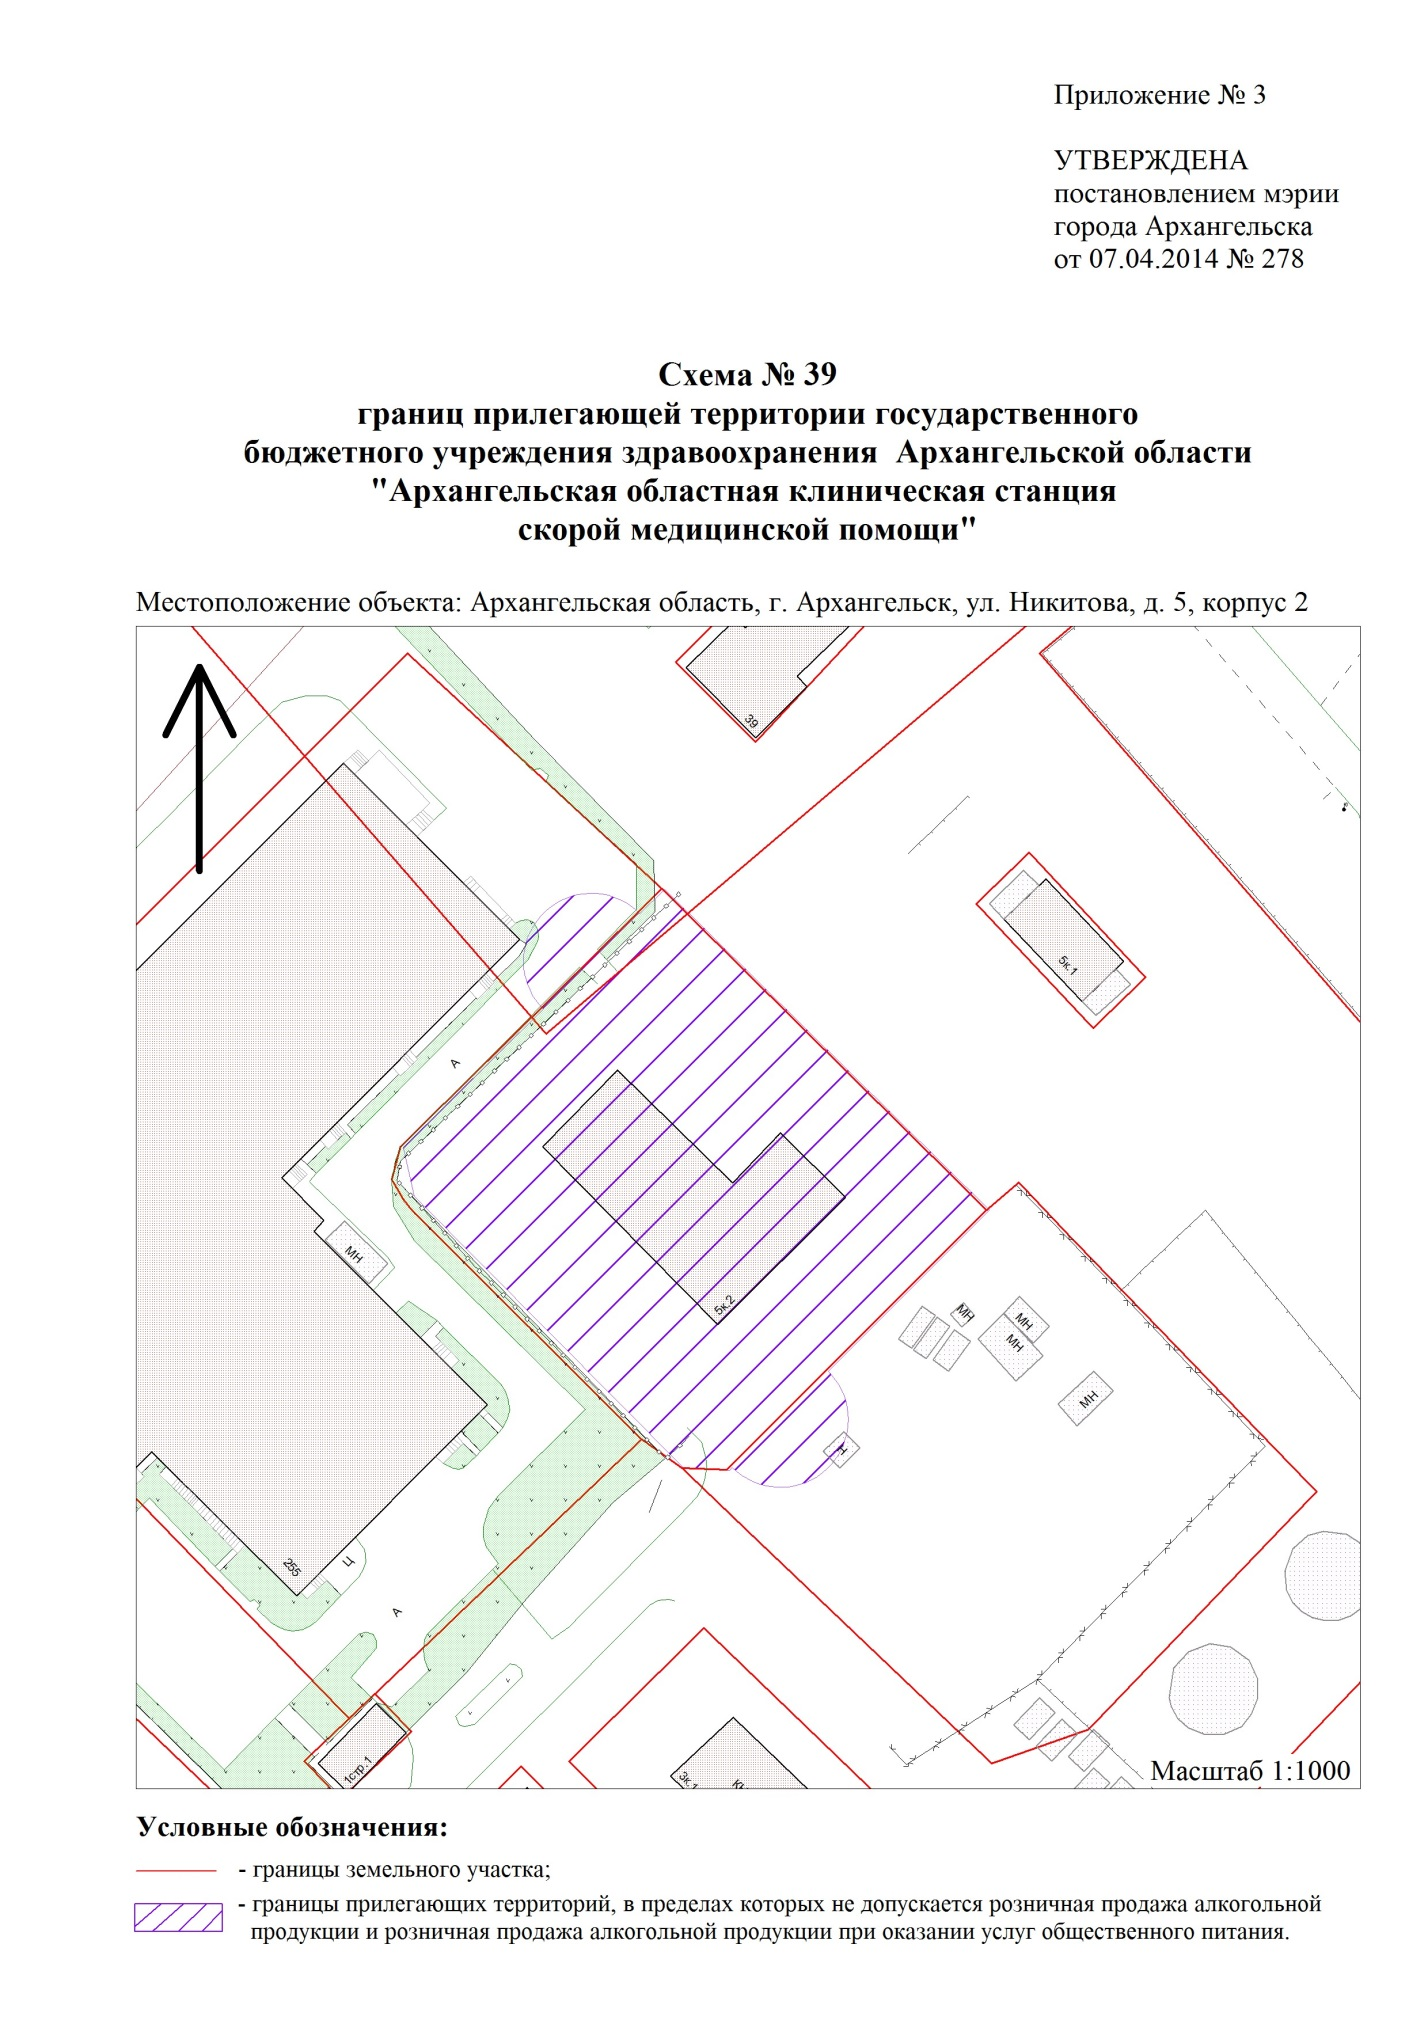 Приложение № 3
УТВЕРЖДЕНА
постановлением мэрии
города Архангельска
от 07.04.2014 № 278
Схема № 39
границ прилегающей территории государственного
бюджетного учреждения здравоохранения Архангельской области
"Архангельская областная клиническая станция
скорой медицинской помощи"
Местоположение объекта: Архангельская область, г. Архангельск, ул. Никитова, д. 5, корпус 2
39
5к.1
А
МН
5к.2
МН
МН
МН
МН
Н
255
Ц
А
1стр.1
3к.1
Масштаб 1:1000
Условные обозначения:
- границы земельного участка;
- границы прилегающих территорий, в пределах которых не допускается розничная продажа алкогольной
продукции и розничная продажа алкогольной продукции при оказании услуг общественного питания.